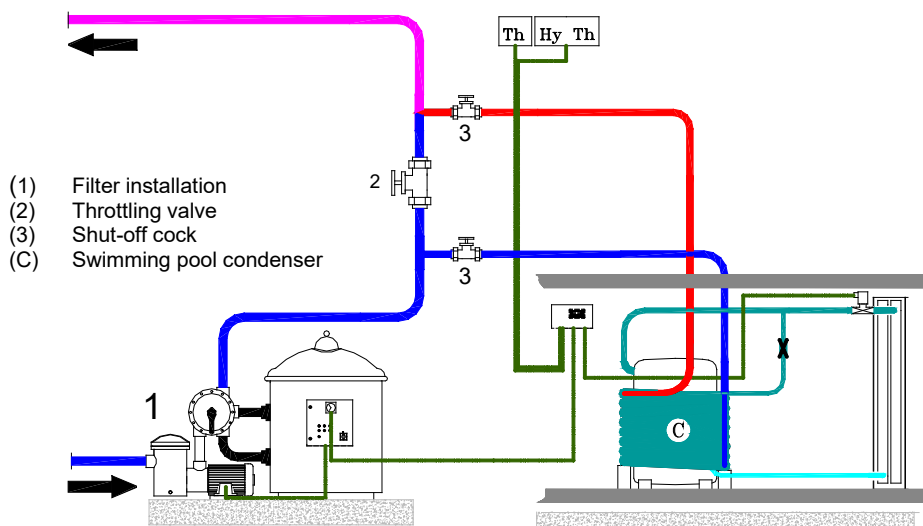 Th Hy Th
3
2
(1) Filter installation
(2) Throttling valve
(3) Shut-off cock
(C) Swimming pool condenser
3
1
C